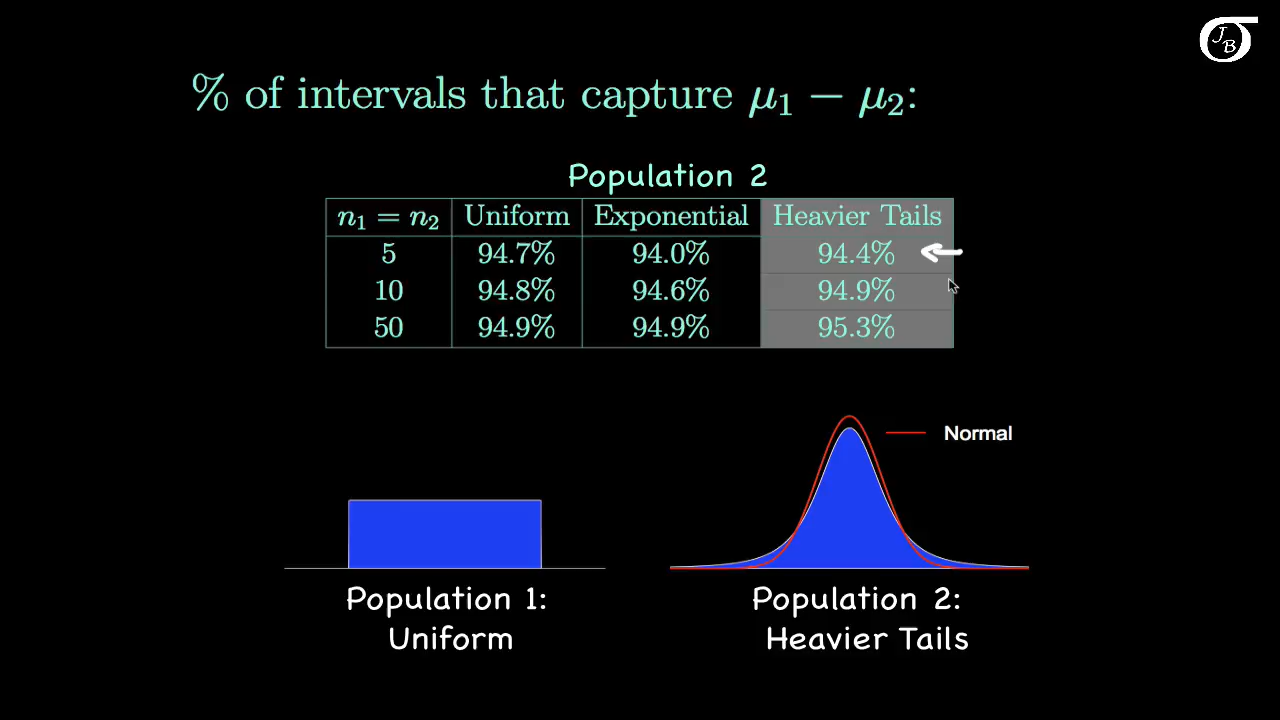 J B
% of intervals that capture μ₁ − μ₂:
Population 2
n₁ = n₂ Uniform Exponential Heavier Tails
5 94.7% 94.0% 94.4%
10 94.8% 94.6% 94.9%
50 94.9% 94.9% 95.3%
Normal
Population 1: Population 2:
Uniform Heavier Tails